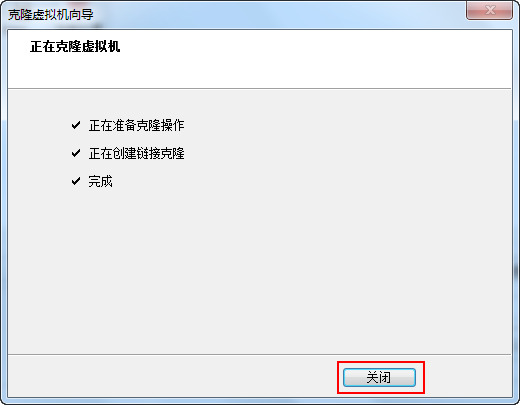 克隆虚拟机向导
正在克隆虚拟机
正在准备克隆操作
正在创建链接克隆
完成
关闭